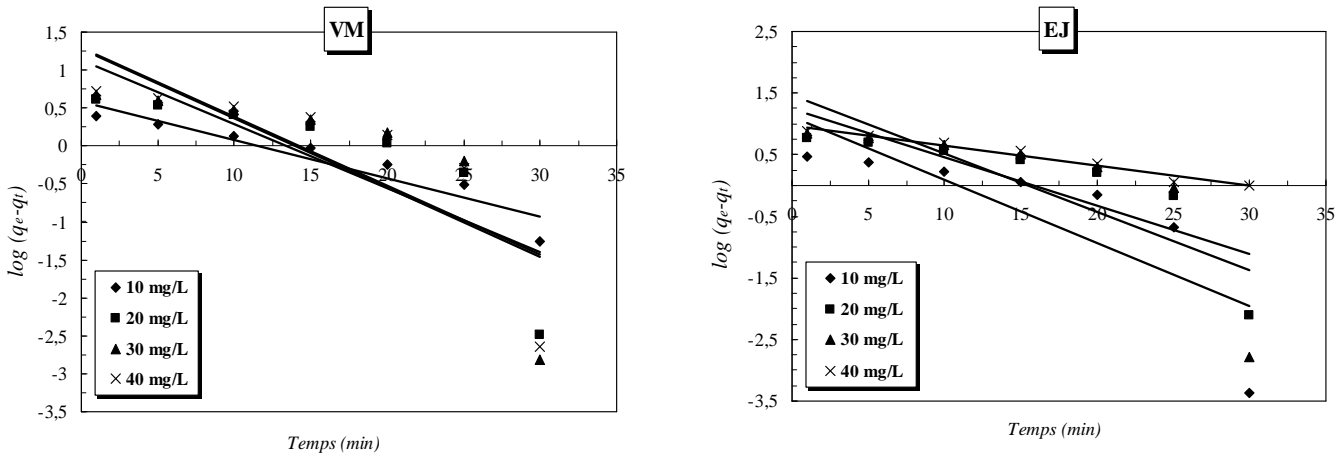 VM
1,5
1
0,5
0
-0,5
-1
-1,5
-2
-2,5
-3
-3,5
0 5 10 15 20 25 30 35
log (qe-qt)
Temps (min)
10 mg/L
20 mg/L
30 mg/L
40 mg/L
EJ
2,5
1,5
0,5
-0,5
-1,5
-2,5
-3,5
0 5 10 15 20 25 30 35
log (qe-qt)
Temps (min)
10 mg/L
20 mg/L
30 mg/L
40 mg/L